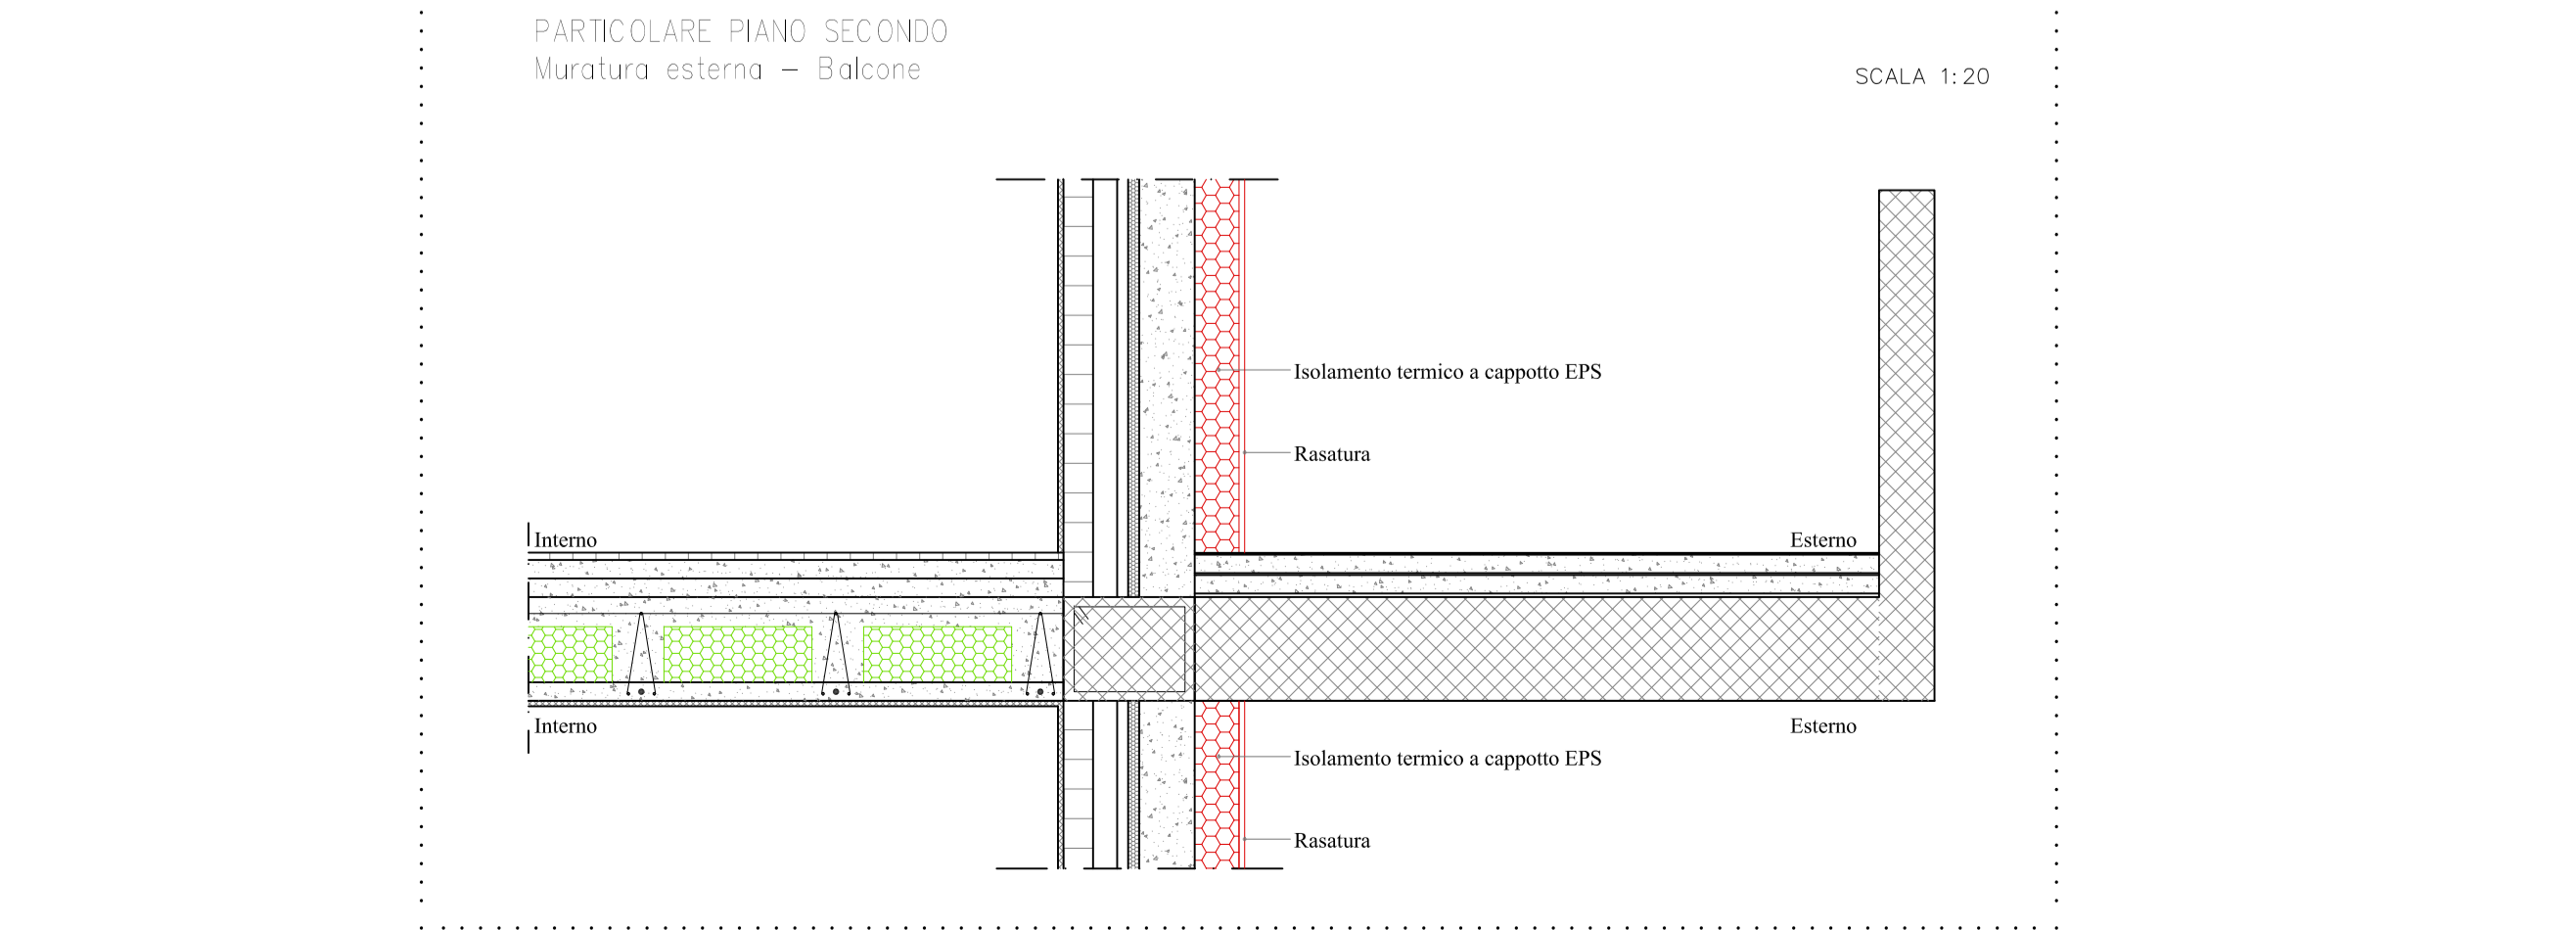 PARTICOLARE PIANO SECONDO
Muratura esterna – Balcone
SCALA 1:20
Isolamento termico a cappotto EPS
Rasatura
Interno
Esterno
Interno
Esterno
Isolamento termico a cappotto EPS
Rasatura